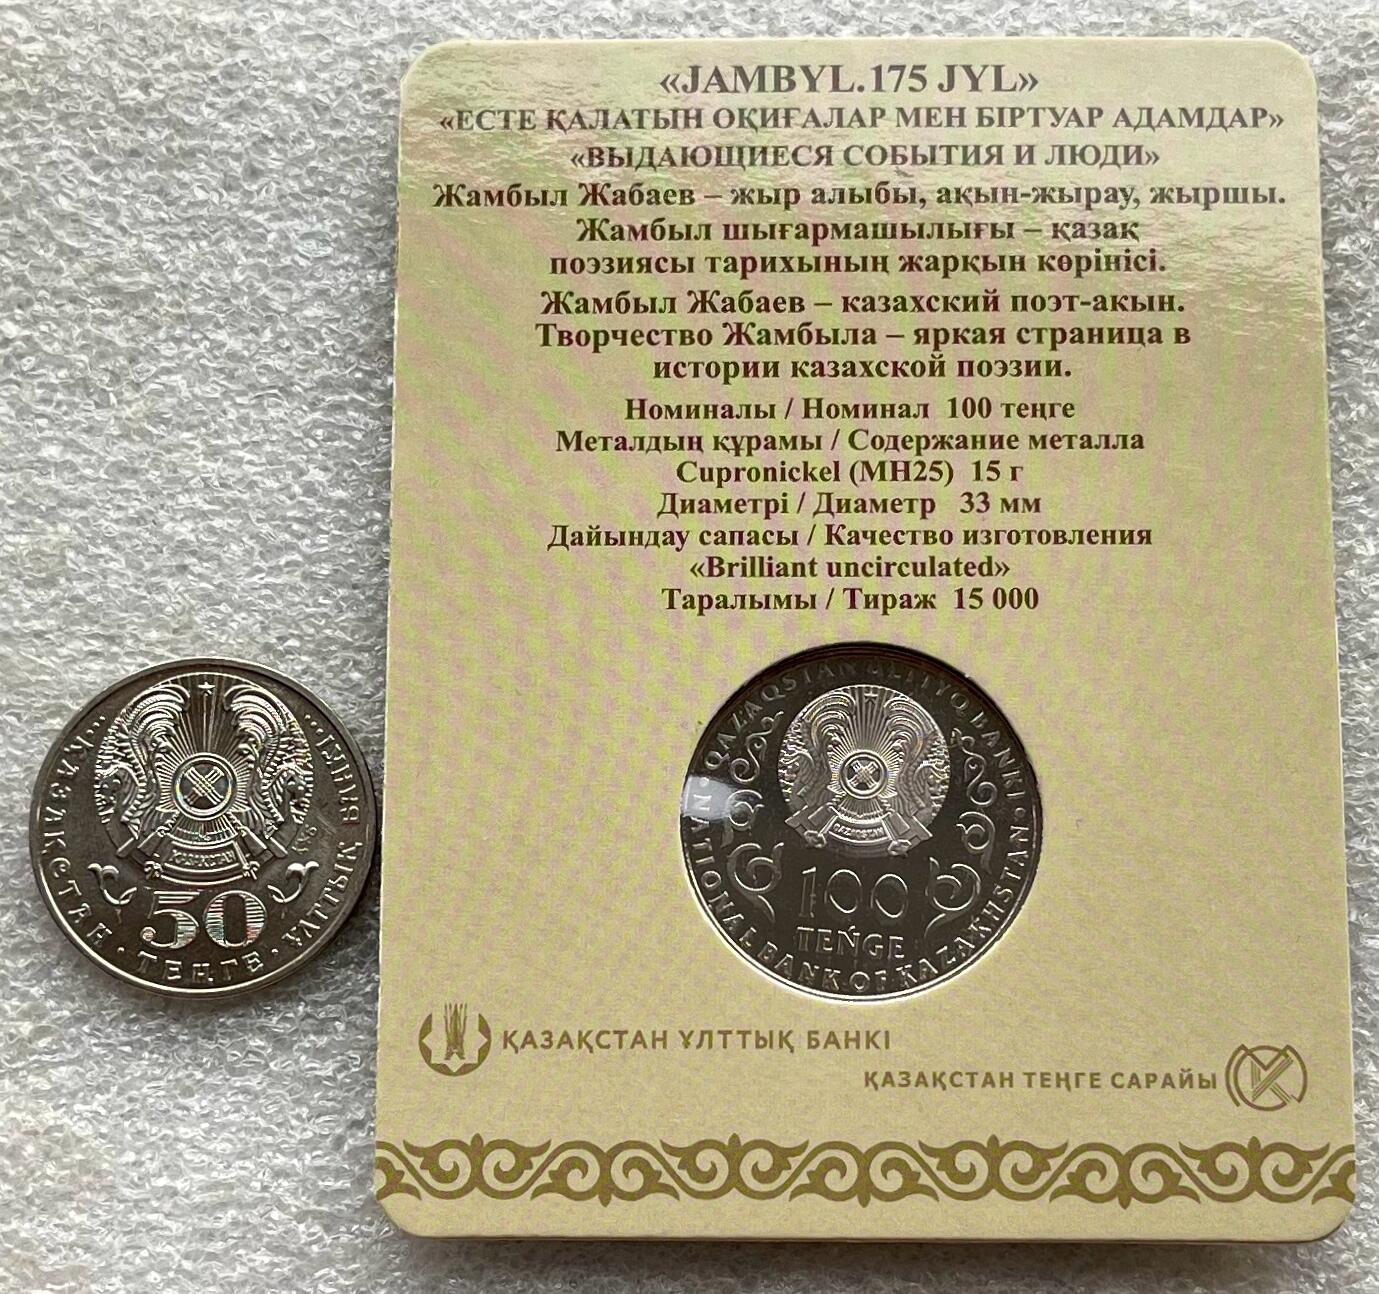 «JAMBYL.175 JYL»
«ЕСТЕ ҚАЛАТЫН ОҚИҒАЛАР МЕН БІРТУАР АДАМДАР»
«ВЫДАЮЩИЕСЯ СОБЫТИЯ И ЛЮДИ»
Жамбыл Жабаев – жыр алыбы, ақын-жырау, жыршы.
Жамбыл шығармашылығы – қазақ
поэзиясы тарихының жарқын көрінісі.
Жамбыл Жабаев – казахский поэт-акын.
Творчество Жамбыла – яркая страница в
истории казахской поэзии.
Номиналы / Номинал 100 теңге
Металдың құрамы / Содержание металла
Cupronickel (МН25) 15 г
Диаметрі / Диаметр 33 мм
Дайындау сапасы / Качество изготовления
«Brilliant uncirculated»
Таралымы / Тираж 15 000
QAZAQSTAN ULTTYQ BANKI
NATIONAL BANK OF KAZAKHSTAN
QAZAQSTAN
100
TEŃGE
ҚАЗАҚСТАН ҰЛТТЫҚ БАНКІ
ҚАЗАҚСТАН
50
ТЕҢГЕ
ҚАЗАҚСТАН ҰЛТТЫҚ БАНКІ
ҚАЗАҚСТАН ТЕҢГЕ САРАЙЫ